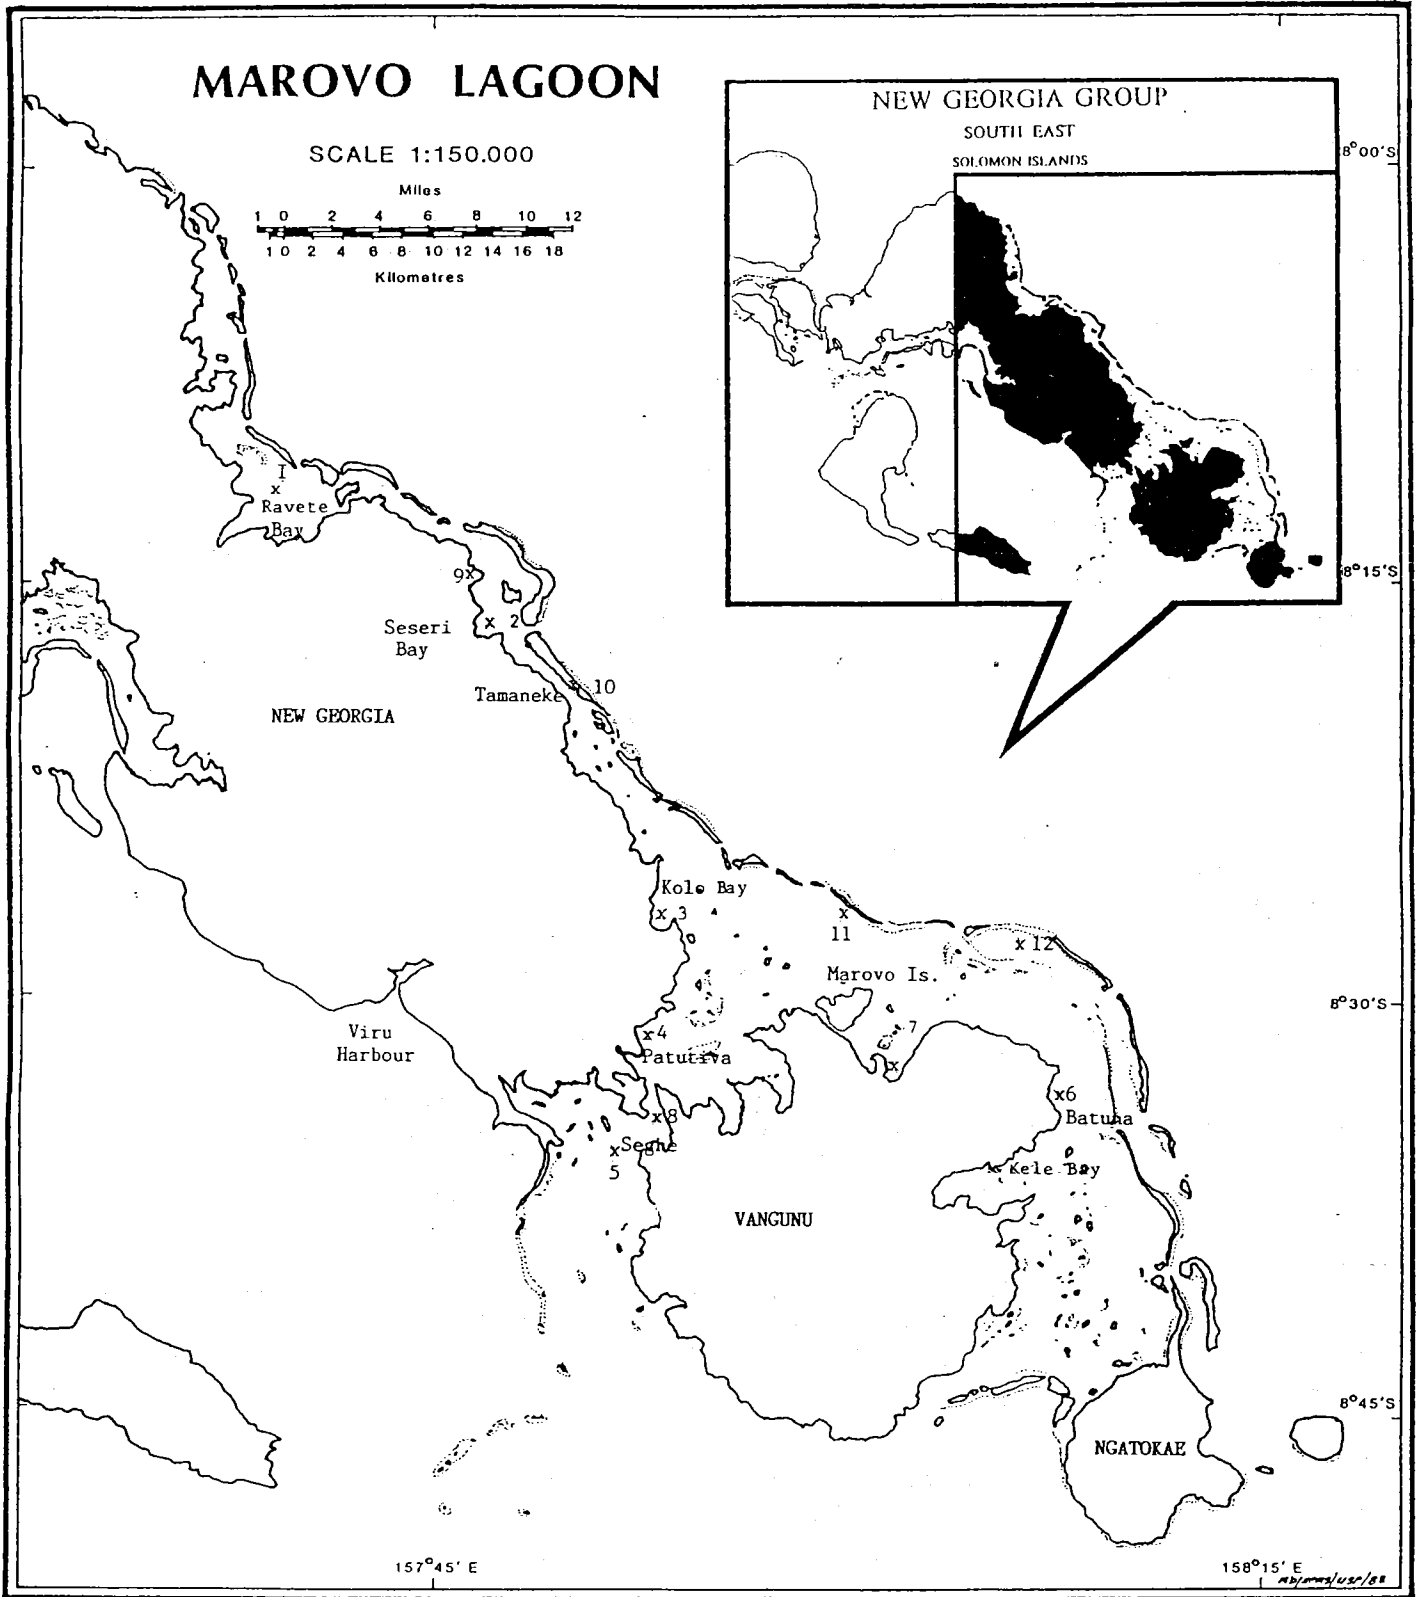 MAROVO LAGOON
SCALE 1:150.000
Miles
1 0 2 4 6 8 10 12
1 0 2 4 6 8 10 12 14 16 18
Kilometres
NEW GEORGIA GROUP
SOUTH EAST
SOLOMON ISLANDS
8°00'S
I
x
Ravete
Bay
9x
8°15'S
x 2
Seseri
Bay
10
Tamaneke
NEW GEORGIA
Kole Bay
x 3
x
11
x 12
Marovo Is.
8°30'S
7
x
Viru
Harbour
x4
Patutiva
x6
Batuna
x8
xSeghe
5
x Kele Bay
VANGUNU
8°45'S
NGATOKAE
157°45' E
158°15' E